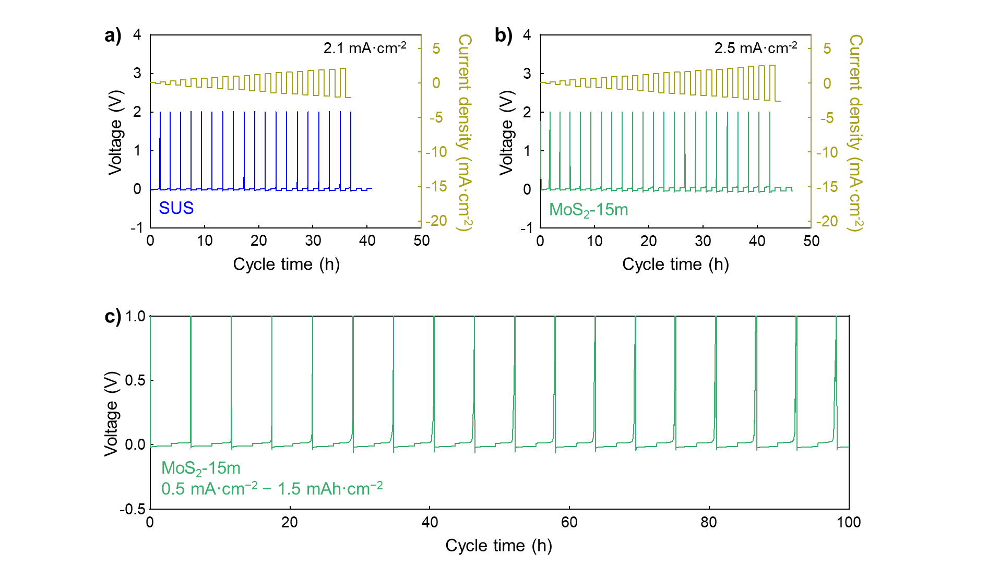 a)
4
3
2
1
0
-1
Voltage (V)
2.1 mA·cm-2
SUS
5
0
-5
-10
-15
-20
Current density (mA·cm-2)
0 10 20 30 40 50
Cycle time (h)
b)
4
3
2
1
0
-1
Voltage (V)
2.5 mA·cm-2
MoS2-15m
5
0
-5
-10
-15
-20
Current density (mA·cm-2)
0 10 20 30 40 50
Cycle time (h)
c)
1.0
0.5
0.0
-0.5
Voltage (V)
MoS2-15m
0.5 mA·cm−2 − 1.5 mAh·cm−2
0 20 40 60 80 100
Cycle time (h)